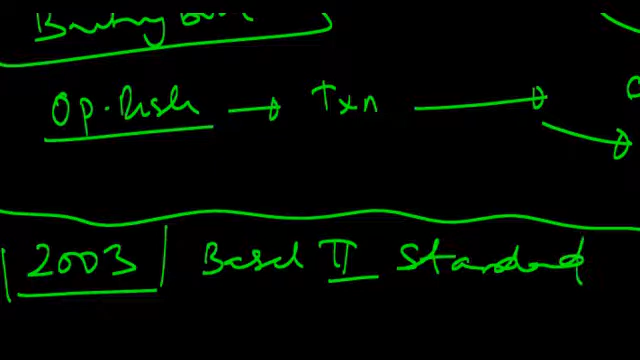 Op. Risk → Txn →
2003 Basel II Standard